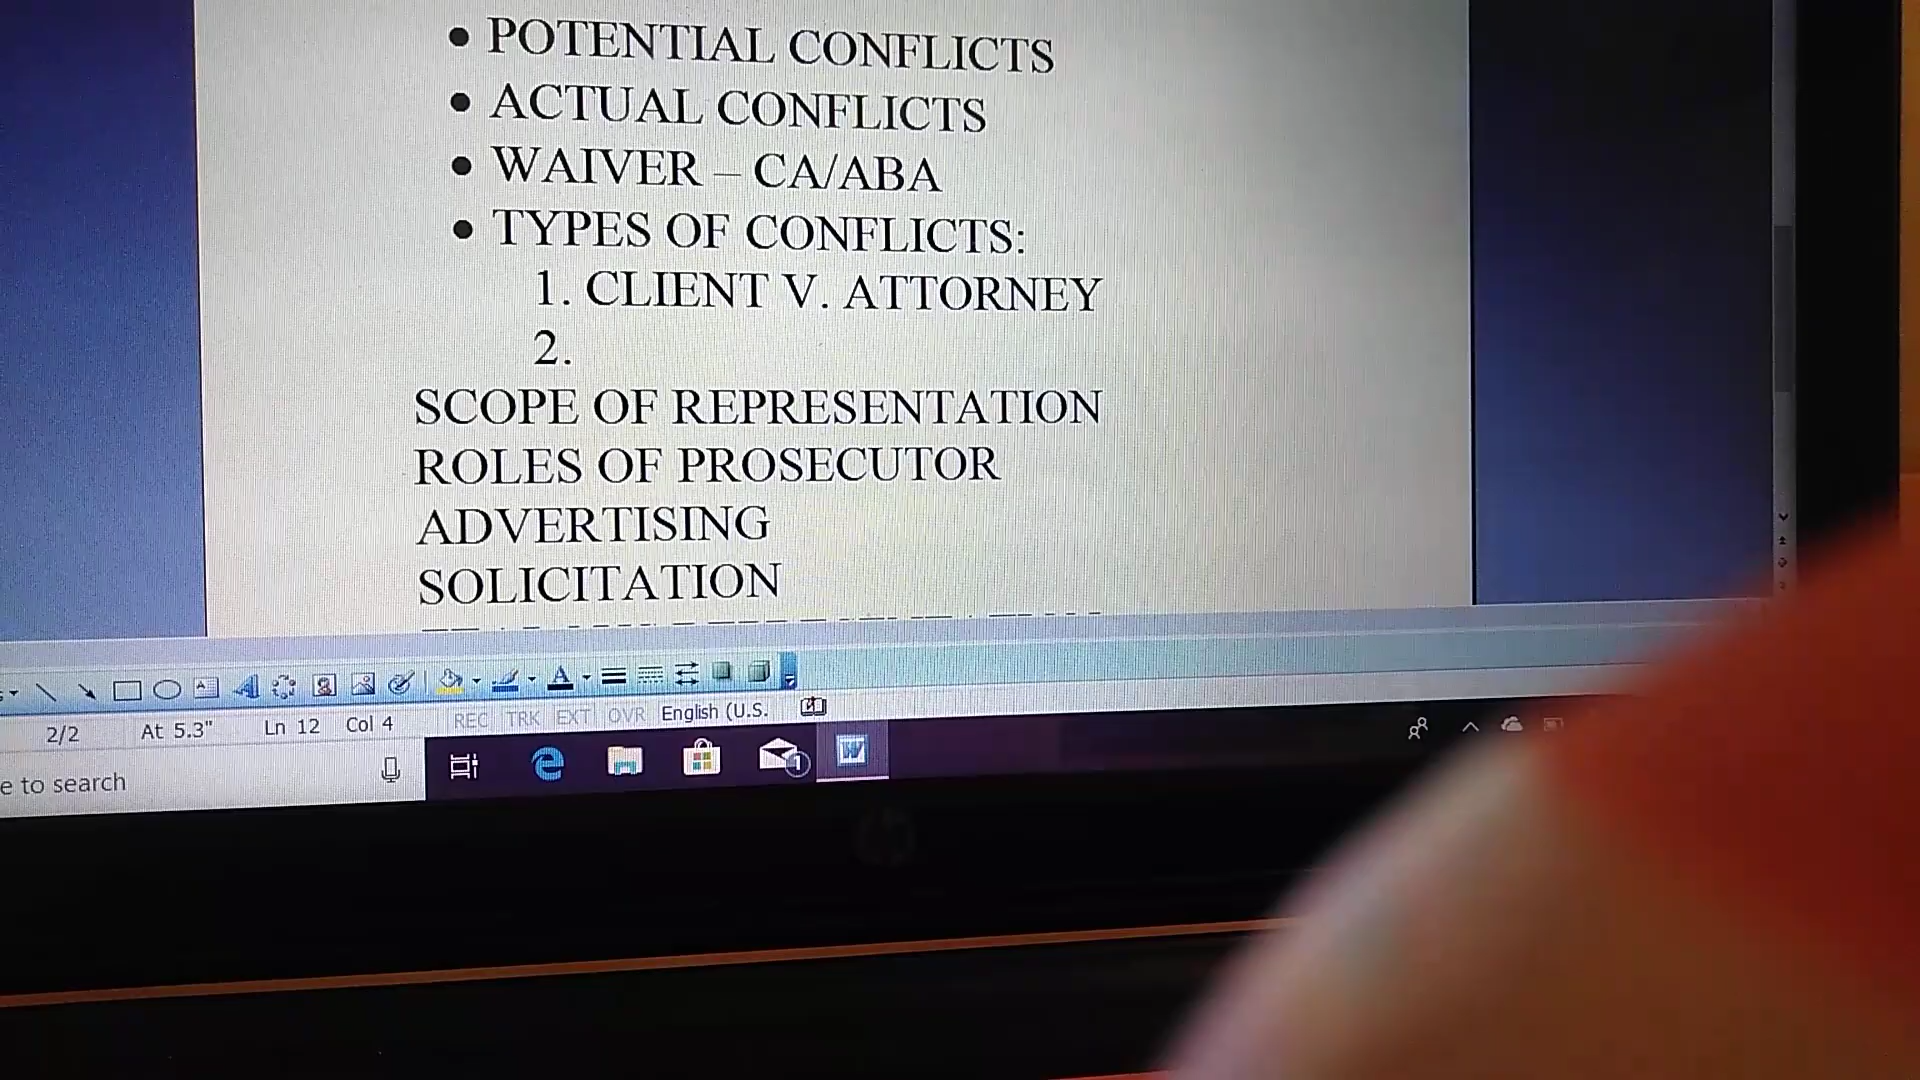 • POTENTIAL CONFLICTS
• ACTUAL CONFLICTS
• WAIVER – CA/ABA
• TYPES OF CONFLICTS:
1. CLIENT V. ATTORNEY
2.
SCOPE OF REPRESENTATION
ROLES OF PROSECUTOR
ADVERTISING
SOLICITATION
2/2 At 5.3" Ln 12 Col 4 REC TRK EXT OVR English (U.S.
e to search
1
W
hp